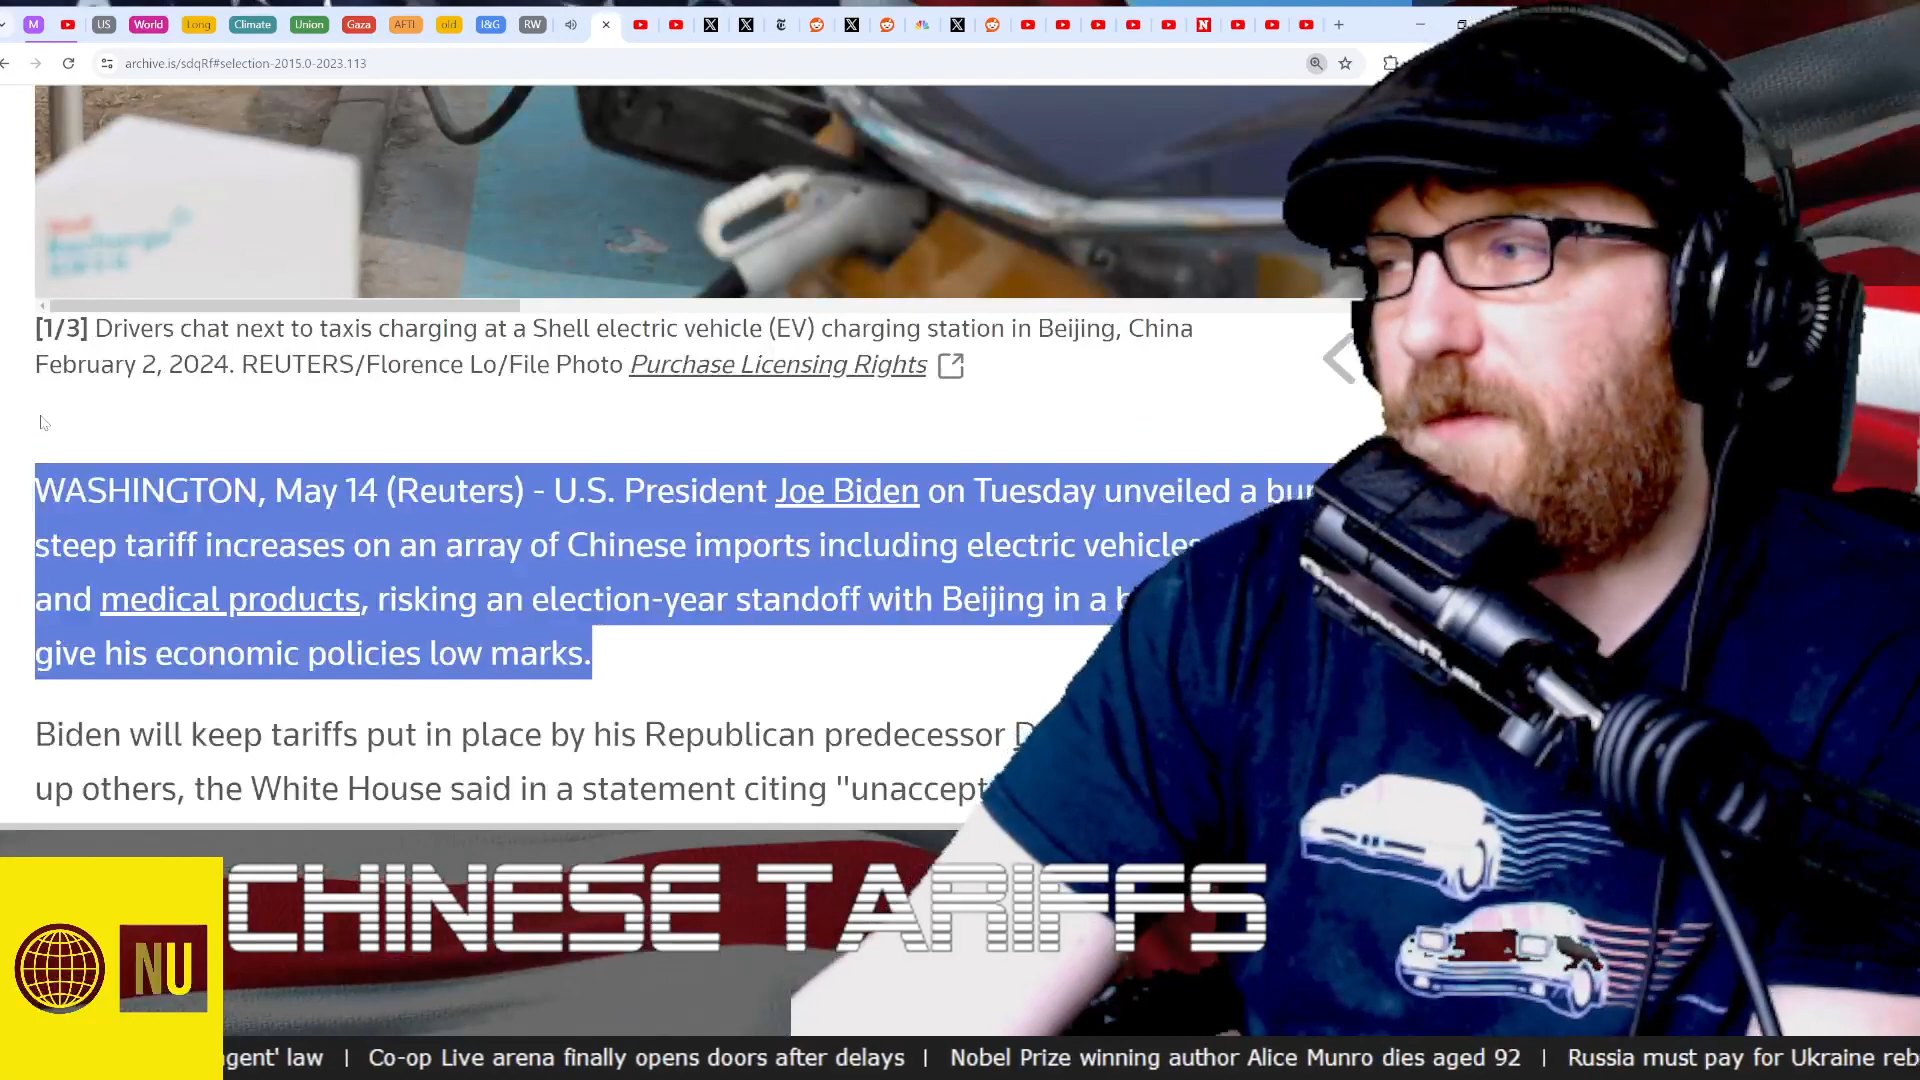 M US World Long Climate Union Gaza AFTI old I&G RW
archive.is/sdqRf#selection-2015.0-2023.113
[1/3] Drivers chat next to taxis charging at a Shell electric vehicle (EV) charging station in Beijing, China
February 2, 2024. REUTERS/Florence Lo/File Photo Purchase Licensing Rights
WASHINGTON, May 14 (Reuters) - U.S. President Joe Biden on Tuesday unveiled a
steep tariff increases on an array of Chinese imports including electric vehicles
and medical products, risking an election-year standoff with Beijing in a
give his economic policies low marks.
Biden will keep tariffs put in place by his Republican predecessor
up others, the White House said in a statement citing "unaccept
CHINESE TARIFFS
NU
gent' law | Co-op Live arena finally opens doors after delays | Nobel Prize winning author Alice Munro dies aged 92 | Russia must pay for Ukraine reb